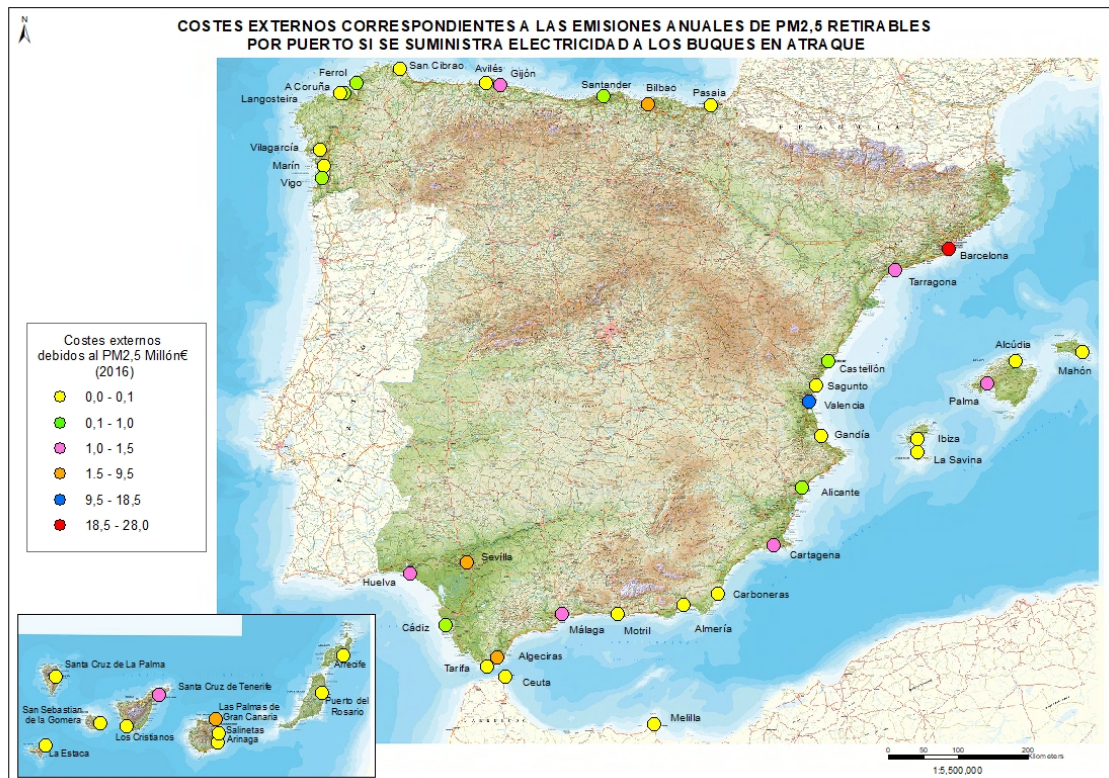 N
COSTES EXTERNOS CORRESPONDIENTES A LAS EMISIONES ANUALES DE PM2,5 RETIRABLES
POR PUERTO SI SE SUMINISTRA ELECTRICIDAD A LOS BUQUES EN ATRAQUE
San Cibrao
Avilés
Gijón
Ferrol
A Coruña
Langosteira
Santander
Bilbao
Pasaia
Vilagarcía
Marín
Vigo
Barcelona
Tarragona
Costes externos
debidos al PM2,5 Millón€
(2016)
0,0 - 0,1
0,1 - 1,0
1,0 - 1,5
1.5 - 9,5
9,5 - 18,5
18,5 - 28,0
Castellón
Sagunto
Valencia
Gandía
Alcúdia
Mahón
Palma
Ibiza
La Savina
Alicante
Cartagena
Sevilla
Huelva
Carboneras
Almería
Motril
Málaga
Cádiz
Algeciras
Tarifa
Ceuta
Melilla
Santa Cruz de La Palma
Santa Cruz de Tenerife
Arrecife
San Sebastian
de la Gomera
Los Cristianos
Las Palmas de
Gran Canaria
Salinetas
Arinaga
Puerto del
Rosario
La Estaca
0 50 100 200
Kilometers
1:5,500,000